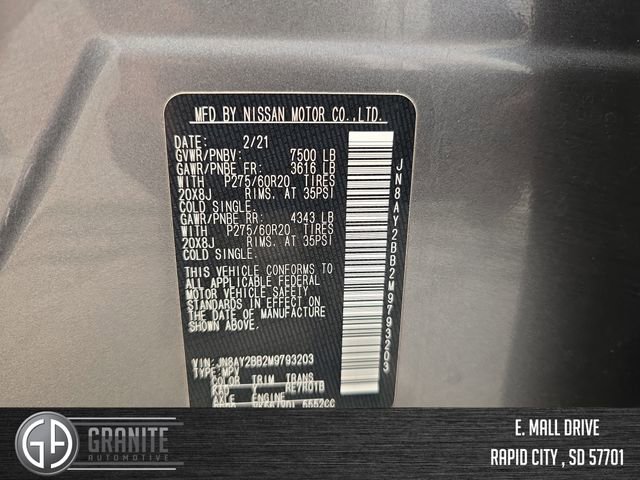 MFD BY NISSAN MOTOR CO.,LTD.
DATE: 2/21
GVWR/PNBV: 7500 LB
GAWR/PNBE FR: 3616 LB
WITH P275/60R20 TIRES
20X8J RIMS. AT 35PSI
COLD SINGLE.
GAWR/PNBE RR: 4343 LB
WITH P275/60R20 TIRES
20X8J RIMS. AT 35PSI
COLD SINGLE.
THIS VEHICLE CONFORMS TO
ALL APPLICABLE FEDERAL
MOTOR VEHICLE SAFETY
STANDARDS IN EFFECT ON
THE DATE OF MANUFACTURE
SHOWN ABOVE.
VIN: JN8AY2BB2M9793203
TYPE: MPV
COLOR TRIM TRANS
KAD X RE7R01B
AXLE ENGINE
5552CC
JN8AY2BB2M9793203
GA GRANITE
AUTOMOTIVE
E. MALL DRIVE
RAPID CITY , SD 57701